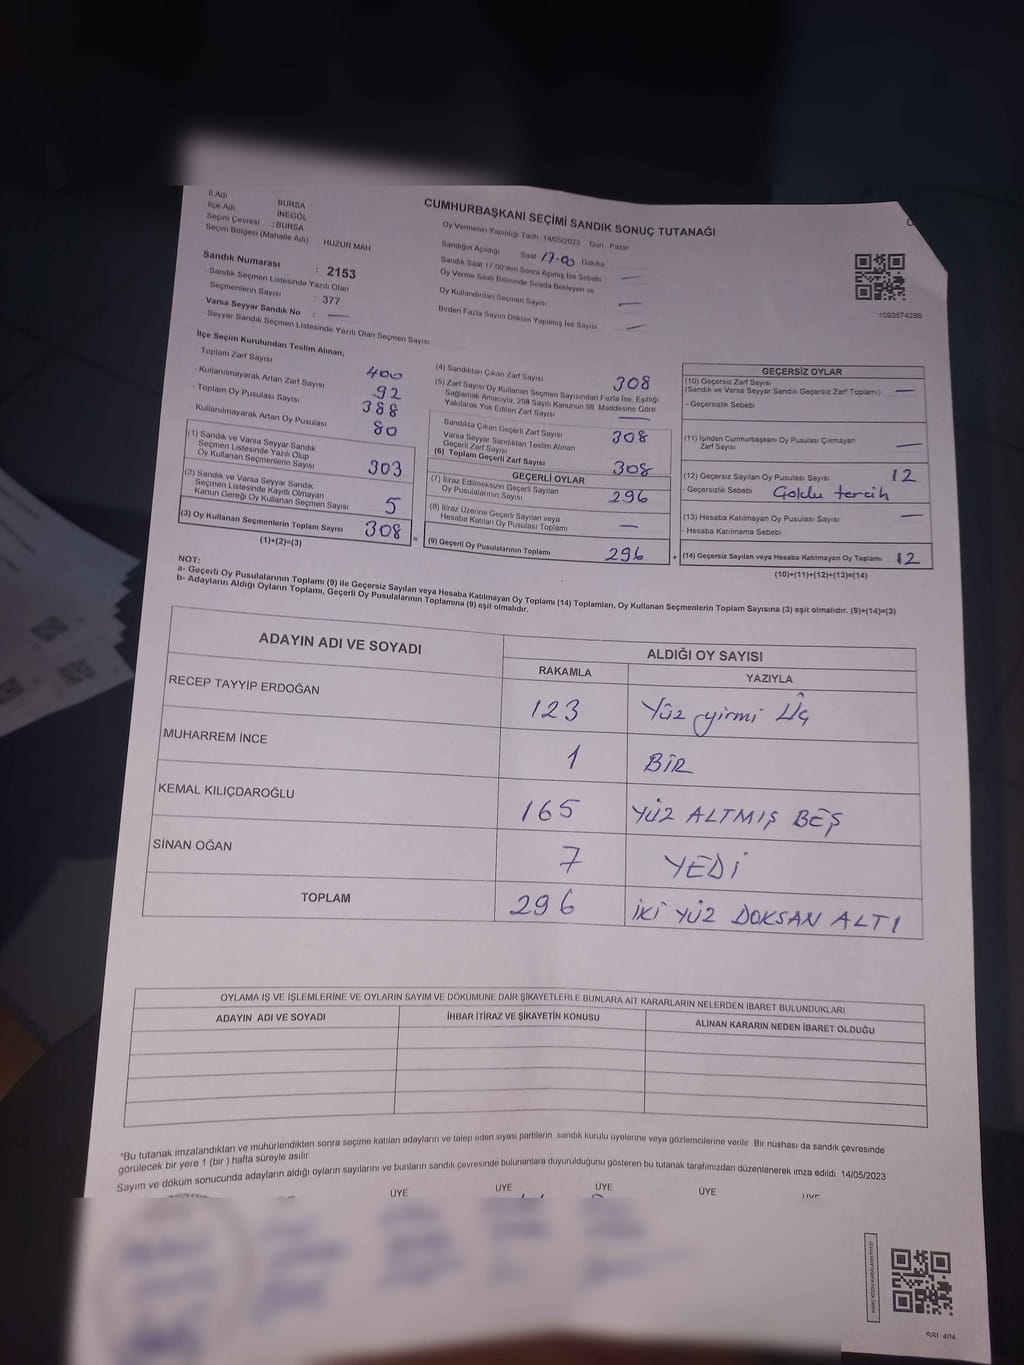 İl Adı : BURSA
İlçe Adı : İNEGÖL
Seçim Çevresi : BURSA
Seçim Bölgesi (Mahalle Adı) HUZUR MAH
Sandık Numarası : 2153
- Sandık Seçmen Listesinde Yazılı Olan
Seçmenlerin Sayısı : 377
Varsa Seyyar Sandık No : —
- Seyyar Sandık Seçmen Listesinde Yazılı Olan Seçmen Sayısı
CUMHURBAŞKANI SEÇİMİ SANDIK SONUÇ TUTANAĞI
Oy Vermenin Yapıldığı Tarih 14/05/2023 Gün Pazar
Sandığın Açıldığı Saat 17.00 Dakika
Sandık Saat 17.00'den Sonra Açılmış İse Sebebi —
Oy Verme Saati Bitiminde Sırada Bekleyen ve
Oy Kullandırılan Seçmen Sayısı —
Birden Fazla Sayım Döküm Yapılmış İse Sayısı —
1093574286
İlçe Seçim Kurulundan Teslim Alınan;
- Toplam Zarf Sayısı 400
- Kullanılmayarak Artan Zarf Sayısı 92
- Toplam Oy Pusulası Sayısı 388
- Kullanılmayarak Artan Oy Pusulası 80
(1) Sandık ve Varsa Seyyar Sandık
Seçmen Listesinde Yazılı Olup
Oy Kullanan Seçmenlerin Sayısı 303
(2) Sandık ve Varsa Seyyar Sandık
Seçmen Listesinde Kayıtlı Olmayan
Kanun Gereği Oy Kullanan Seçmen Sayısı 5
(3) Oy Kullanan Seçmenlerin Toplam Sayısı 308
(1)+(2)=(3)
=
(4) Sandıktan Çıkan Zarf Sayısı 308
(5) Zarf Sayısı Oy Kullanan Seçmen Sayısından Fazla İse, Eşitliği
Sağlamak Amacıyla, 298 Sayılı Kanunun 98. Maddesine Göre
Yakılarak Yok Edilen Zarf Sayısı —
Sandıkta Çıkan Geçerli Zarf Sayısı 308
Varsa Seyyar Sandıktan Teslim Alınan
Geçerli Zarf Sayısı
(6) Toplam Geçerli Zarf Sayısı 308
GEÇERLİ OYLAR
(7) İtiraz Edilmeksizin Geçerli Sayılan
Oy Pusulalarının Sayısı 296
(8) İtiraz Üzerine Geçerli Sayılan veya
Hesaba Katılan Oy Pusulası Toplamı —
(9) Geçerli Oy Pusulalarının Toplamı 296
+
GEÇERSİZ OYLAR
(10) Geçersiz Zarf Sayısı
(Sandık ve Varsa Seyyar Sandık Geçersiz Zarf Toplamı) —
- Geçersizlik Sebebi
(11) İçinden Cumhurbaşkanı Oy Pusulası Çıkmayan
Zarf Sayısı —
(12) Geçersiz Sayılan Oy Pusulası Sayısı 12
- Geçersizlik Sebebi tercih
(13) Hesaba Katılmayan Oy Pusulası Sayısı —
- Hesaba Katılmama Sebebi
(14) Geçersiz Sayılan veya Hesaba Katılmayan Oy Toplamı 12
(10)+(11)+(12)+(13)=(14)
NOT:
a- Geçerli Oy Pusulalarının Toplamı (9) ile Geçersiz Sayılan veya Hesaba Katılmayan Oy Toplamı (14) Toplamları, Oy Kullanan Seçmenlerin Toplam Sayısına (3) eşit olmalıdır. (9)+(14)=(3)
b- Adayların Aldığı Oyların Toplamı, Geçerli Oy Pusulalarının Toplamına (9) eşit olmalıdır.
ADAYIN ADI VE SOYADI
ALDIĞI OY SAYISI
RAKAMLA YAZIYLA
RECEP TAYYİP ERDOĞAN 123 Yüz yirmi Üç
MUHARREM İNCE 1 BİR
KEMAL KILIÇDAROĞLU 165 YÜZ ALTMIŞ BEŞ
SİNAN OĞAN 7 YEDİ
TOPLAM 296 İKİ YÜZ DOKSAN ALTI
OYLAMA İŞ VE İŞLEMLERİNE VE OYLARIN SAYIM VE DÖKÜMÜNE DAİR ŞİKAYETLERLE BUNLARA AİT KARARLARIN NELERDEN İBARET BULUNDUKLARI
ADAYIN ADI VE SOYADI İHBAR İTİRAZ VE ŞİKAYETİN KONUSU ALINAN KARARIN NEDEN İBARET OLDUĞU
*Bu tutanak imzalandıktan ve mühürlendikten sonra seçime katılan adayların ve talep eden siyasi partilerin sandık kurulu üyelerine veya gözlemcilerine verilir. Bir nüshası da sandık çevresinde
görülecek bir yere 1 (bir) hafta süreyle asılır.
Sayım ve döküm sonucunda adayların aldığı oyların sayılarını ve bunların sandık çevresinde bulunanlara duyurulduğunu gösteren bu tutanak tarafımızdan düzenlenerek imza edildi. 14/05/2023
ÜYE ÜYE ÜYE ÜYE ÜYE